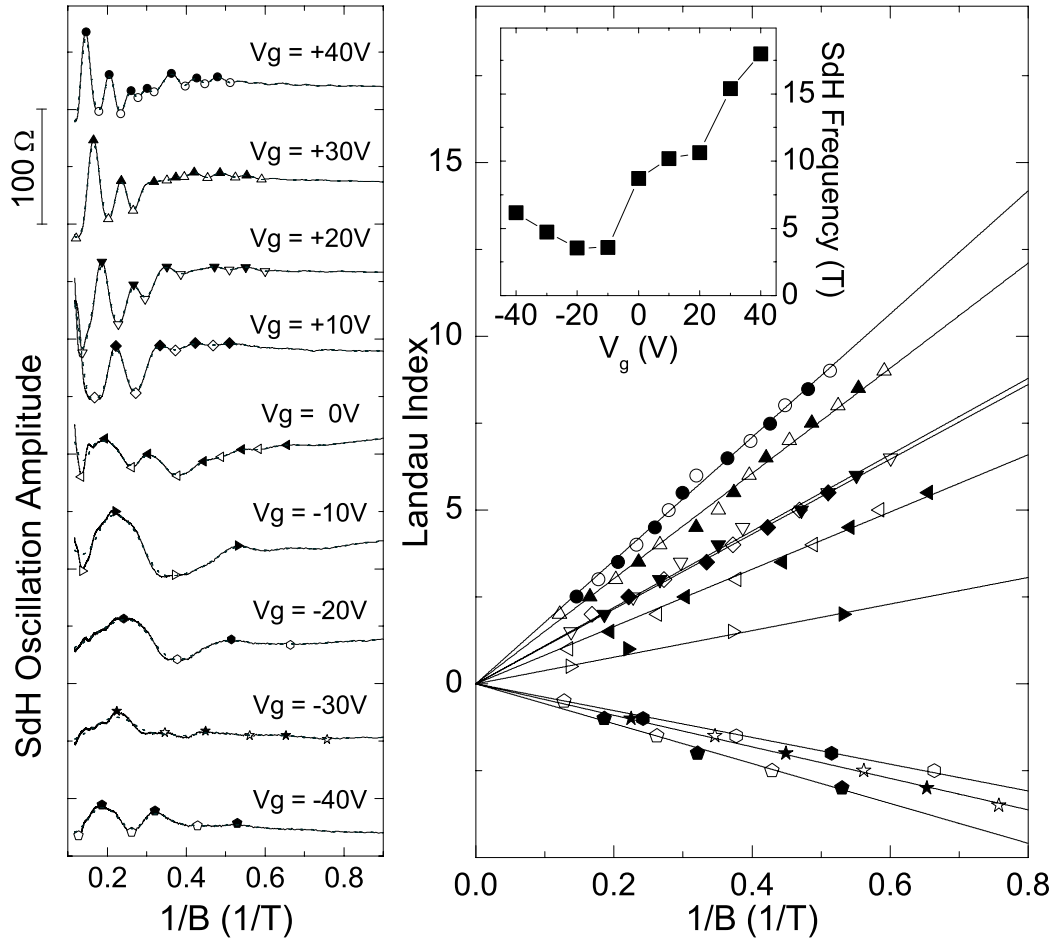 Vg = +40V
Vg = +30V
Vg = +20V
Vg = +10V
Vg = 0V
Vg = -10V
Vg = -20V
Vg = -30V
Vg = -40V
100 Ω
SdH Oscillation Amplitude
0.2 0.4 0.6 0.8
1/B (1/T)
Landau Index
15
10
5
0
0.0 0.2 0.4 0.6 0.8
1/B (1/T)
SdH Frequency (T)
15
10
5
0
-40 -20 0 20 40
Vg (V)